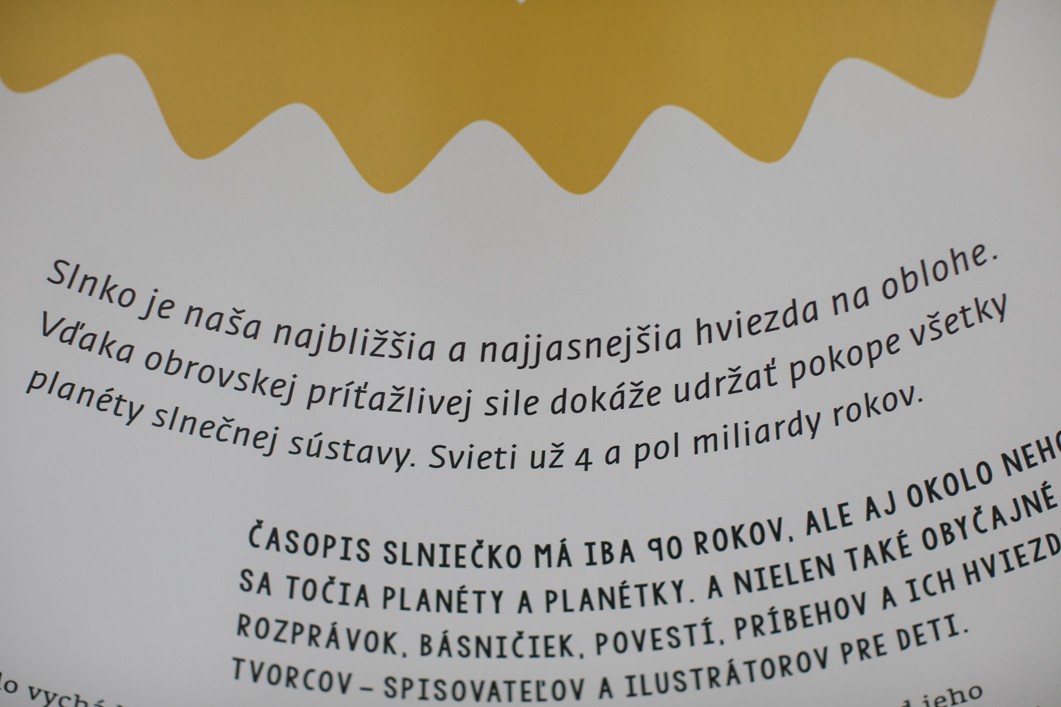 Slnko je naša najbližšia a najjasnejšia hviezda na oblohe.
Vďaka obrovskej príťažlivej sile dokáže udržať pokope všetky
planéty slnečnej sústavy. Svieti už 4 a pol miliardy rokov.
ČASOPIS SLNIEČKO MÁ IBA 90 ROKOV, ALE AJ OKOLO NEHO
SA TOČIA PLANÉTY A PLANÉTKY. A NIELEN TAKÉ OBYČAJNÉ
ROZPRÁVOK, BÁSNIČIEK, POVESTÍ, PRÍBEHOV A ICH HVIEZD
TVORCOV – SPISOVATEĽOV A ILUSTRÁTOROV PRE DETI.
jeho